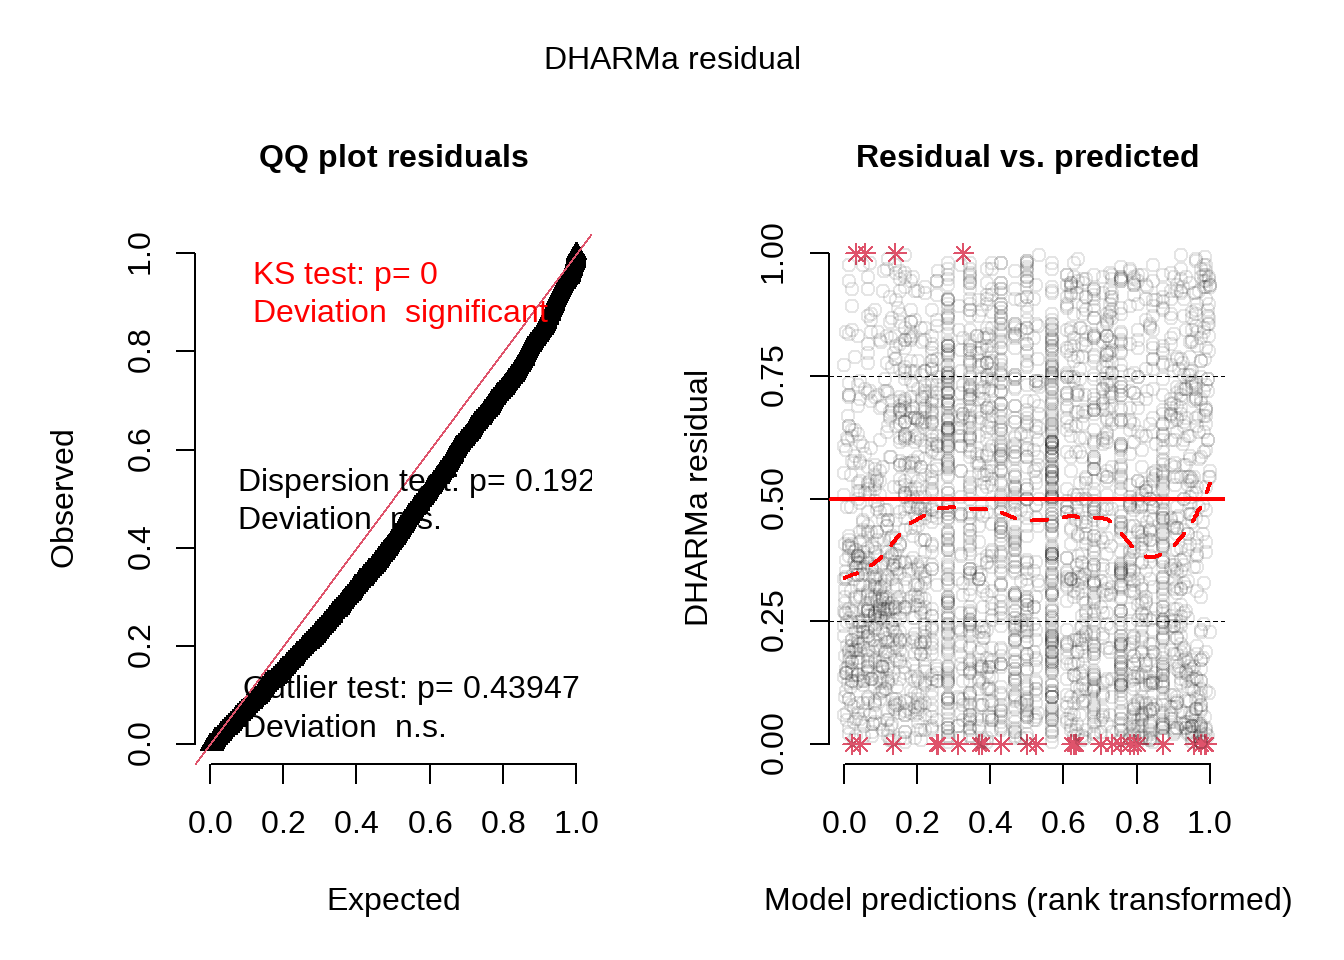 DHARMa residual
QQ plot residuals
KS test: p= 0
Deviation  significant
Dispersion test: p= 0.192
Deviation  n.s.
Outlier test: p= 0.43947
Deviation  n.s.
Observed
0.0 0.2 0.4 0.6 0.8 1.0
0.0 0.2 0.4 0.6 0.8 1.0
Expected
Residual vs. predicted
DHARMa residual
0.00 0.25 0.50 0.75 1.00
0.0 0.2 0.4 0.6 0.8 1.0
Model predictions (rank transformed)